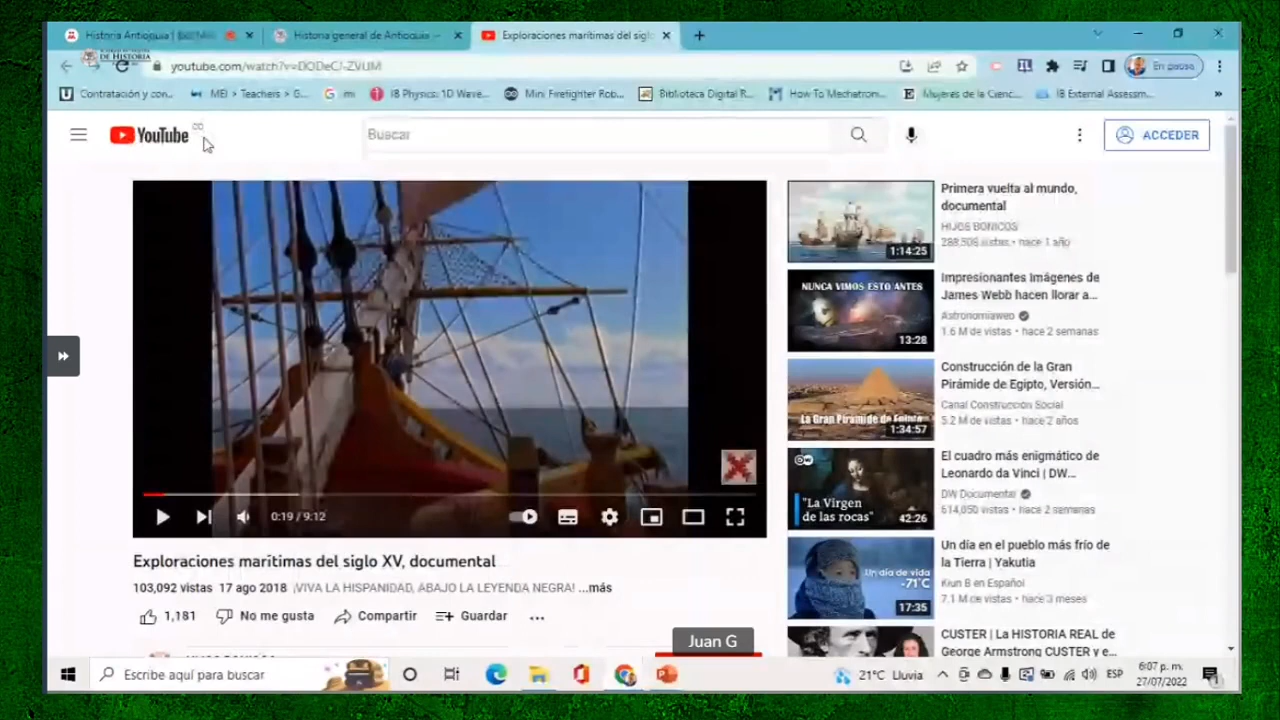 Historia Antioquia |
Historia general de Antioquia –
Exploraciones marítimas del sigl
DE HISTORIA
youtube.com/watch?v=
En pausa
Contratación y con...
MEI > Teachers > G...
mi
IB Physics: 1D Wave...
Mini Firefighter Rob...
Biblioteca Digital R...
How To Mechatron...
Mujeres de la Cienc...
IB External Assessm...
»
YouTube CO
Buscar
ACCEDER
Primera vuelta al mundo,
documental
HIJOS BONICOS
vistas • hace 1 año
1:14:25
NUNCA VIMOS ESTO ANTES
13:28
Impresionantes Imágenes de
James Webb hacen llorar a...
Astronomiaweb
1.6 M de vistas • hace 2 semanas
La Gran Pirámide de Egipto
1:34:57
Construcción de la Gran
Pirámide de Egipto, Versión...
Canal Construcción Social
5.2 M de vistas • hace 2 años
DW
"La Virgen
de las rocas"
42:26
El cuadro más enigmático de
Leonardo da Vinci | DW...
DW Documental
vistas • hace 2 semanas
Un día de vida
-71°C
17:35
Un día en el pueblo más frío de
la Tierra | Yakutia
Kiun B en Español
7.1 M de vistas • hace 3 meses
CUSTER | La HISTORIA REAL de
George Armstrong CUSTER y e...
0:19 / 9:12
Exploraciones marítimas del siglo XV, documental
103,092 vistas 17 ago 2018 ¡VIVA LA HISPANIDAD, ABAJO LA LEYENDA NEGRA! ...más
1,181 No me gusta Compartir Guardar ...
Juan G
Escribe aquí para buscar
21°C Lluvia
ESP
6:07 p. m.
27/07/2022
1